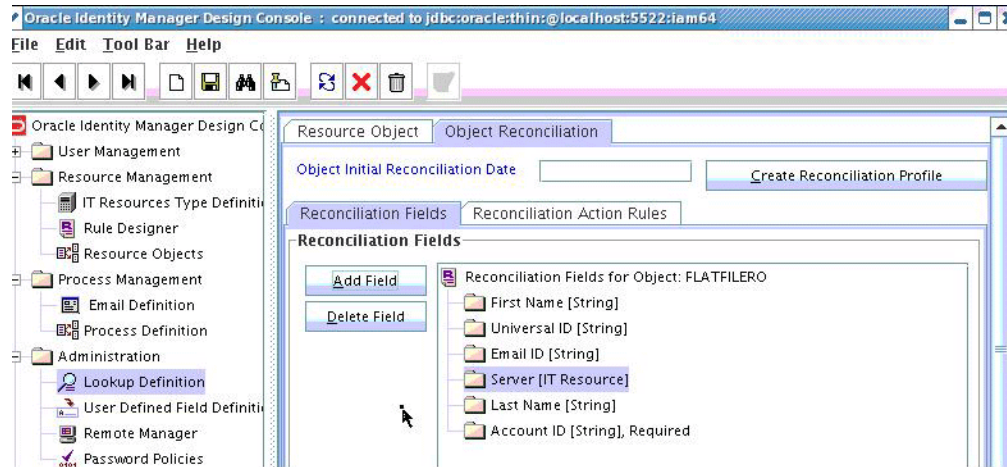 Oracle Identity Manager Design Console : connected to jdbc:oracle:thin:@localhost:5522:iam64
File Edit Tool Bar Help
Oracle Identity Manager Design Co
User Management
Resource Management
IT Resources Type Definiti
Rule Designer
Resource Objects
Process Management
Email Definition
Process Definition
Administration
Lookup Definition
User Defined Field Definiti
Remote Manager
Password Policies
Resource Object
Object Reconciliation
Object Initial Reconciliation Date
Create Reconciliation Profile
Reconciliation Fields
Reconciliation Action Rules
Reconciliation Fields
Add Field
Delete Field
Reconciliation Fields for Object: FLATFILERO
First Name [String]
Universal ID [String]
Email ID [String]
Server [IT Resource]
Last Name [String]
Account ID [String], Required